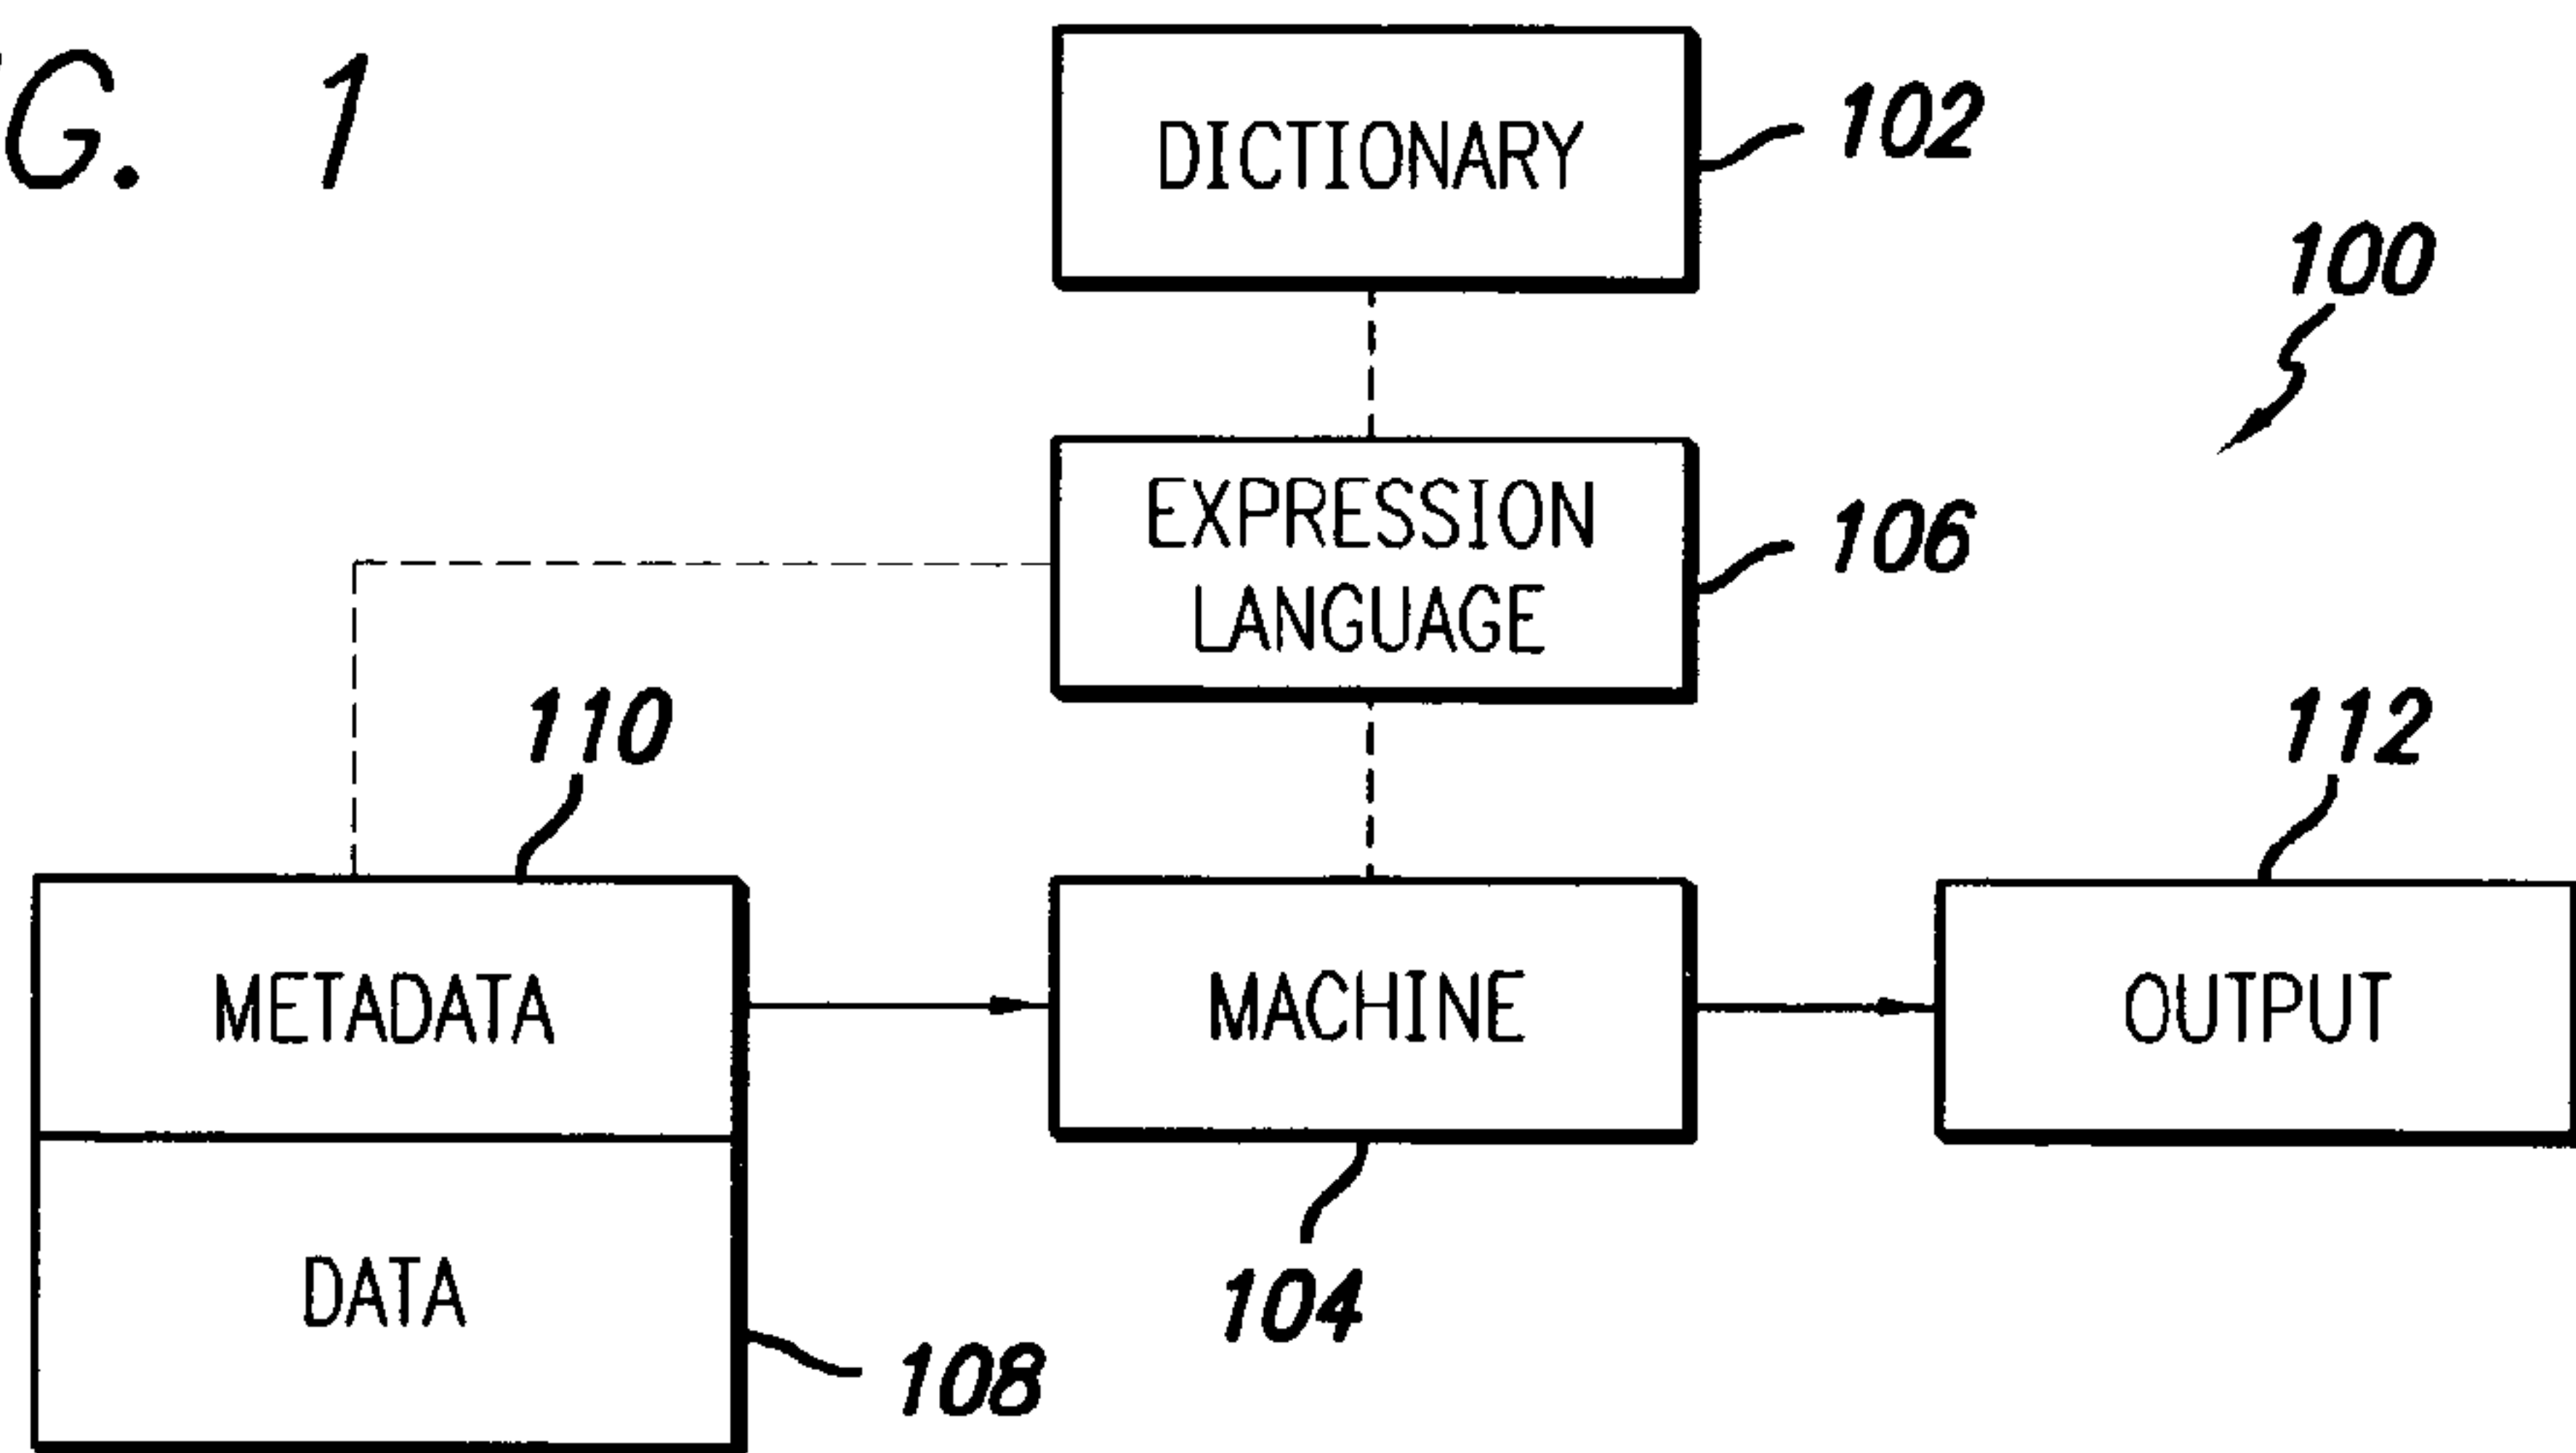 G. 1
DICTIONARY
102
100
EXPRESSION
LANGUAGE
106
110
112
METADATA
MACHINE
OUTPUT
DATA
104
108